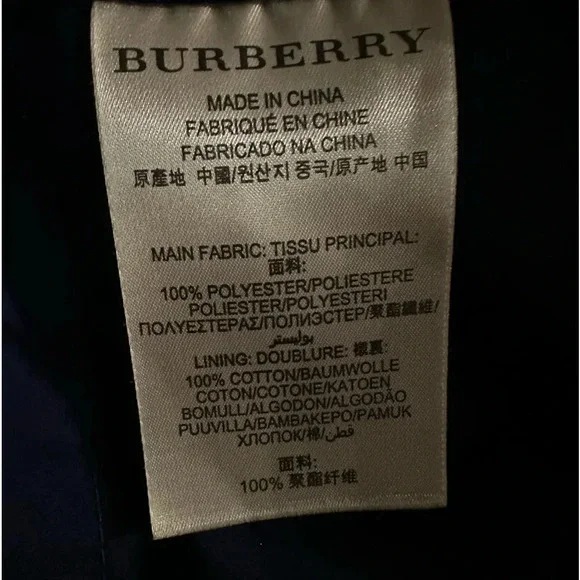 BURBERRY
MADE IN CHINA
FABRIQUÉ EN CHINE
FABRICADO NA CHINA
原產地 中國/원산지 중국/原产地 中国
MAIN FABRIC: TISSU PRINCIPAL:
面料:
100% POLYESTER/POLIESTERE
POLIESTER/POLYESTERI
ΠΟΛΥΕΣΤΕΡΑΣ/ПОЛИЭСТЕР/聚酯纖維/
بوليستر
LINING: DOUBLURE: 襯裏:
100% COTTON/BAUMWOLLE
COTON/COTONE/KATOEN
BOMULL/ALGODON/ALGODÃO
PUUVILLA/ΒΑΜΒΑΚΕΡΟ/PAMUK
ХЛОПОК/棉/قطن/
面料:
100% 聚酯纤维